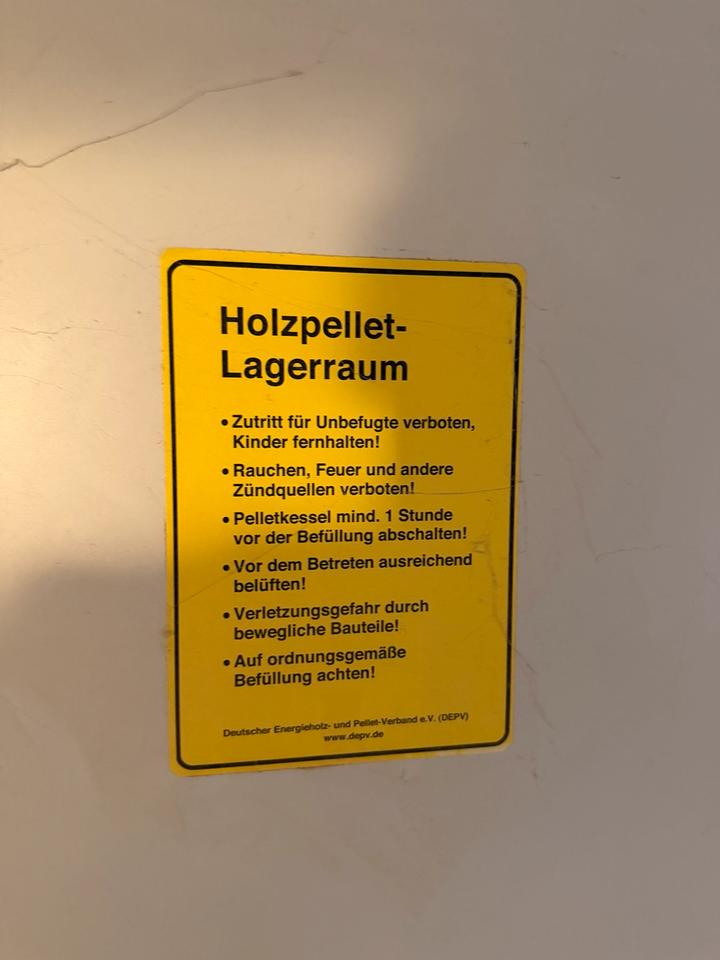 Holzpellet-
Lagerraum
• Zutritt für Unbefugte verboten,
Kinder fernhalten!
• Rauchen, Feuer und andere
Zündquellen verboten!
• Pelletkessel mind. 1 Stunde
vor der Befüllung abschalten!
• Vor dem Betreten ausreichend
belüften!
• Verletzungsgefahr durch
bewegliche Bauteile!
• Auf ordnungsgemäße
Befüllung achten!
Deutscher Energieholz- und Pellet-Verband e.V. (DEPV)
www.depv.de